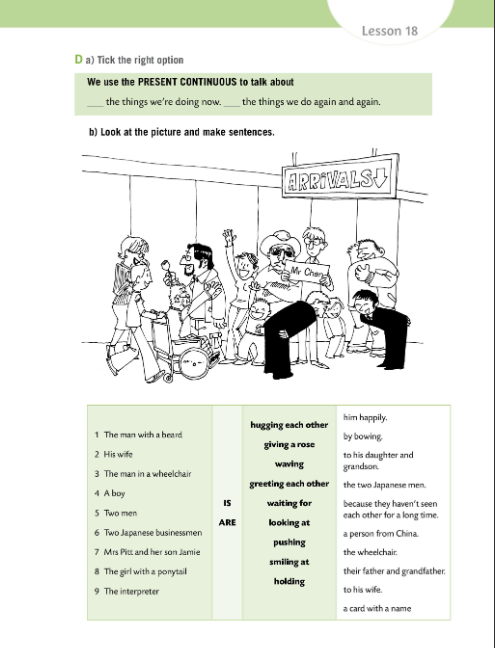 Lesson 18
D a) Tick the right option
We use the PRESENT CONTINUOUS to talk about
___ the things we're doing now. ___ the things we do again and again.
b) Look at the picture and make sentences.
ARRIVALS↓
Mr Chan
1 The man with a beard
2 His wife
3 The man in a wheelchair
4 A boy
5 Two men
6 Two Japanese businessmen
7 Mrs Pitt and her son Jamie
8 The girl with a ponytail
9 The interpreter
IS
ARE
hugging each other
giving a rose
waving
greeting each other
waiting for
looking at
pushing
smiling at
holding
him happily.
by bowing.
to his daughter and
grandson.
the two Japanese men.
because they haven't seen
each other for a long time.
a person from China.
the wheelchair.
their father and grandfather.
to his wife.
a card with a name